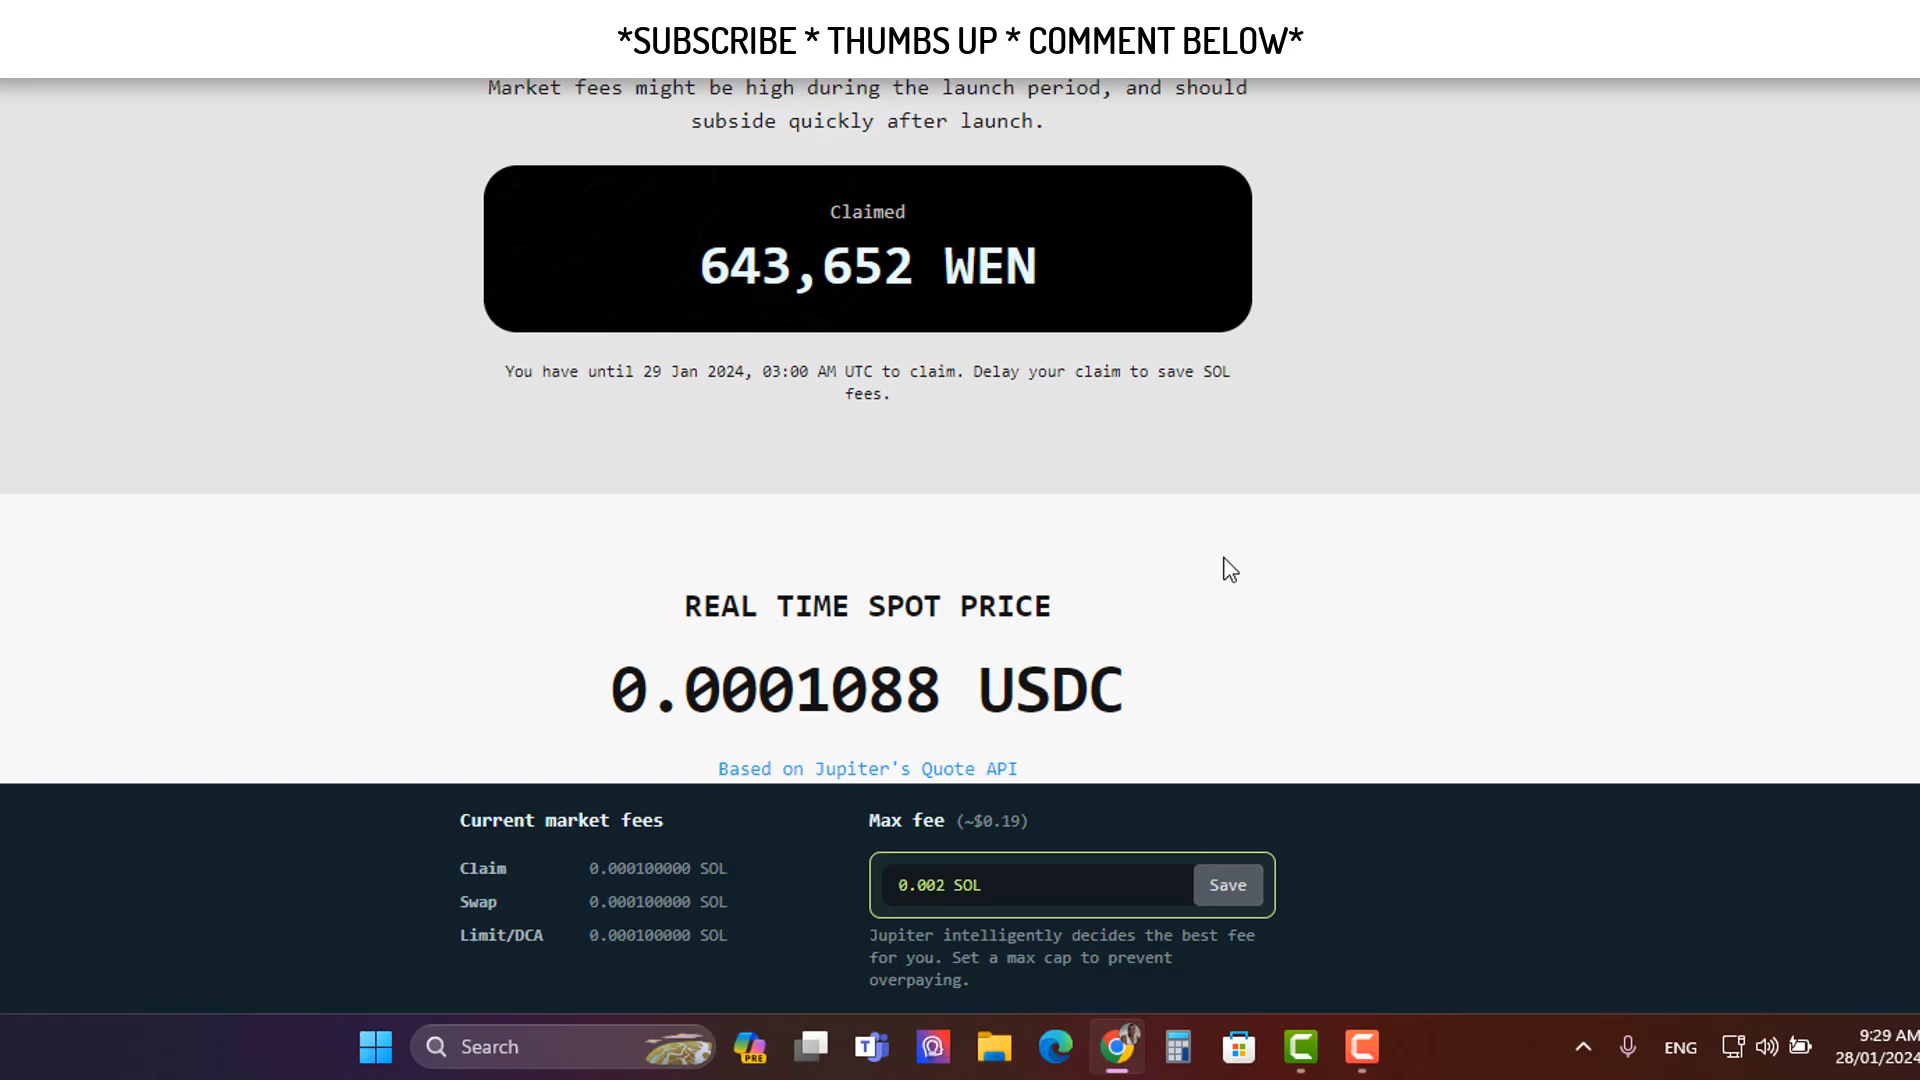 *SUBSCRIBE * THUMBS UP * COMMENT BELOW*
Market fees might be high during the launch period, and should
subside quickly after launch.
Claimed
643,652 WEN
You have until 29 Jan 2024, 03:00 AM UTC to claim. Delay your claim to save SOL
fees.
REAL TIME SPOT PRICE
0.0001088 USDC
Based on Jupiter's Quote API
Current market fees
Claim 0.000100000 SOL
Swap 0.000100000 SOL
Limit/DCA 0.000100000 SOL
Max fee (~$0.19)
0.002 SOL Save
Jupiter intelligently decides the best fee
for you. Set a max cap to prevent
overpaying.
Search
PRE
ENG
9:29 AM
28/01/2024